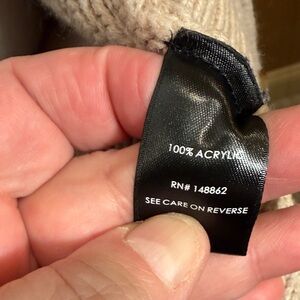 100% ACRYLIC
RN# 148862
SEE CARE ON REVERSE